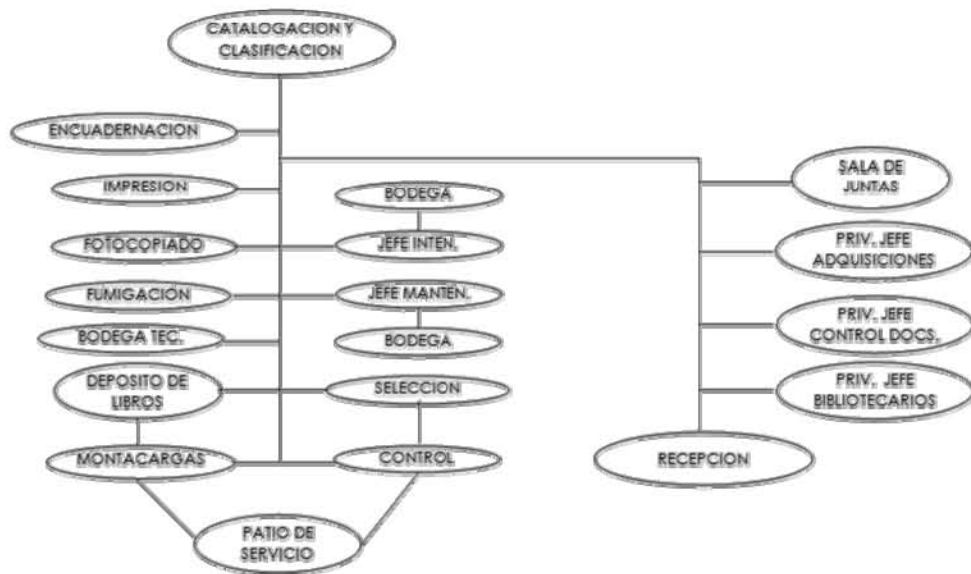 CATALOGACION Y
CLASIFICACION
ENCUADERNACION
IMPRESION
FOTOCOPIADO
FUMIGACIÓN
BODEGA TEC.
DEPOSITO DE
LIBROS
MONTACARGAS
BODEGA
JEFE INTEN.
JEFE MANTEN.
BODEGA
SELECCION
CONTROL
PATIO DE
SERVICIO
SALA DE
JUNTAS
PRIV. JEFE
ADQUISICIONES
PRIV. JEFE
CONTROL DOCS.
PRIV. JEFE
BIBLIOTECARIOS
RECEPCION